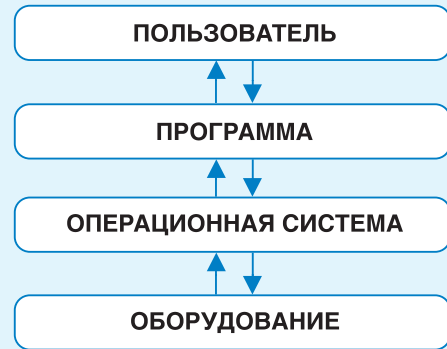 ПОЛЬЗОВАТЕЛЬ
ПРОГРАММА
ОПЕРАЦИОННАЯ СИСТЕМА
ОБОРУДОВАНИЕ